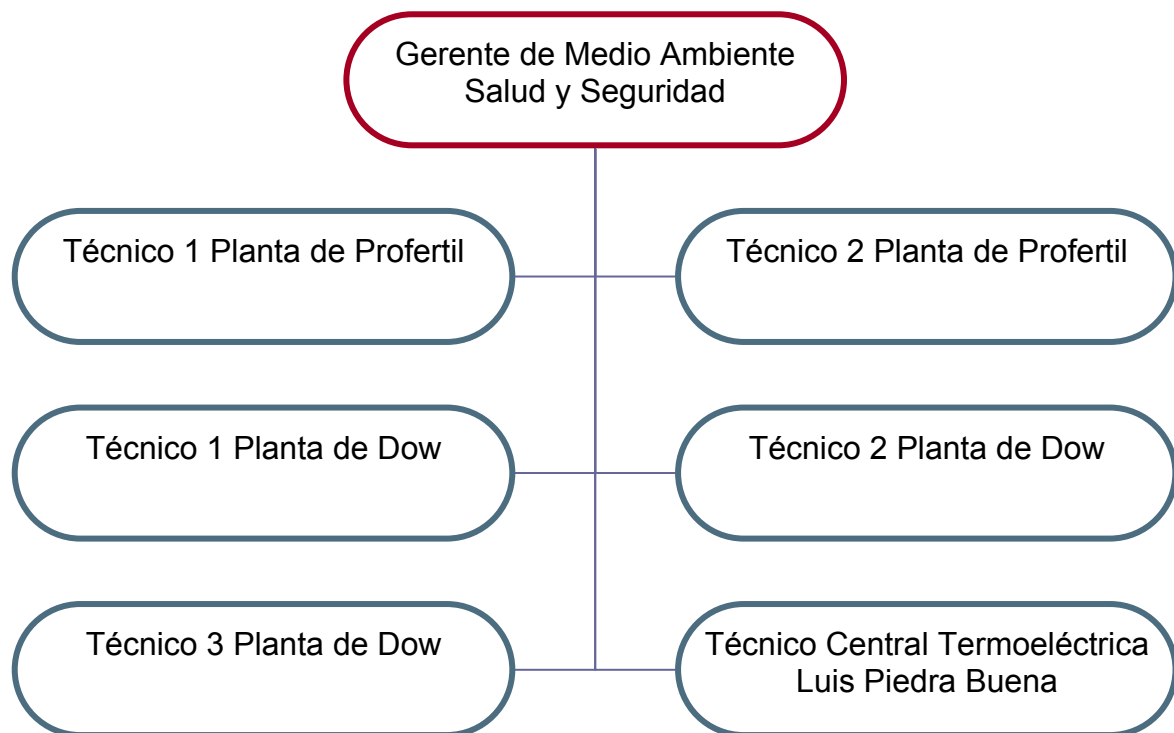 Gerente de Medio Ambiente
Salud y Seguridad
Técnico 1 Planta de Profertil
Técnico 2 Planta de Profertil
Técnico 1 Planta de Dow
Técnico 2 Planta de Dow
Técnico 3 Planta de Dow
Técnico Central Termoeléctrica
Luis Piedra Buena